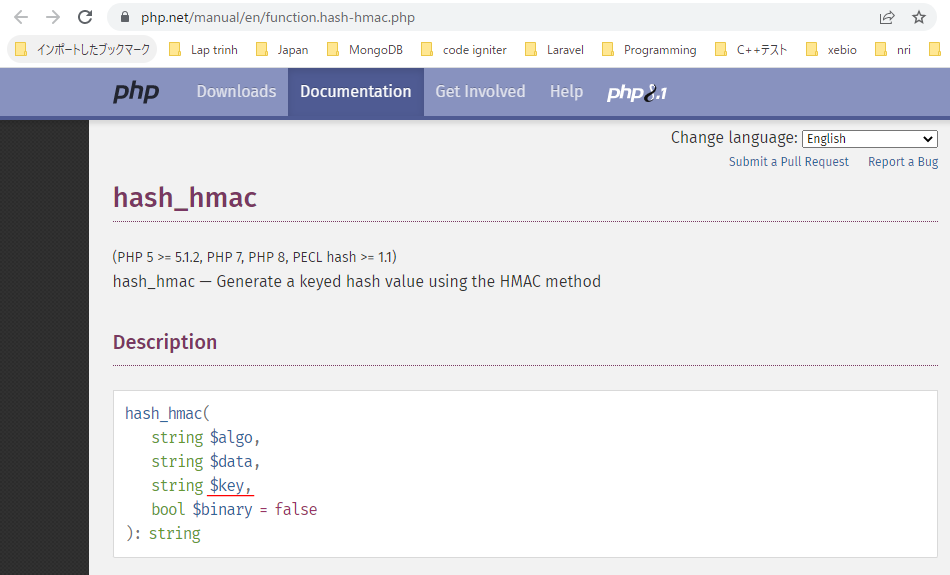 php.net/manual/en/function.hash-hmac.php
インポートしたブックマーク Lap trinh Japan MongoDB code igniter Laravel Programming C++テスト xebio nri
php Downloads Documentation Get Involved Help php8.1
Change language: English
Submit a Pull Request Report a Bug
hash_hmac
(PHP 5 >= 5.1.2, PHP 7, PHP 8, PECL hash >= 1.1)
hash_hmac — Generate a keyed hash value using the HMAC method
Description
hash_hmac(
string $algo,
string $data,
string $key,
bool $binary = false
): string